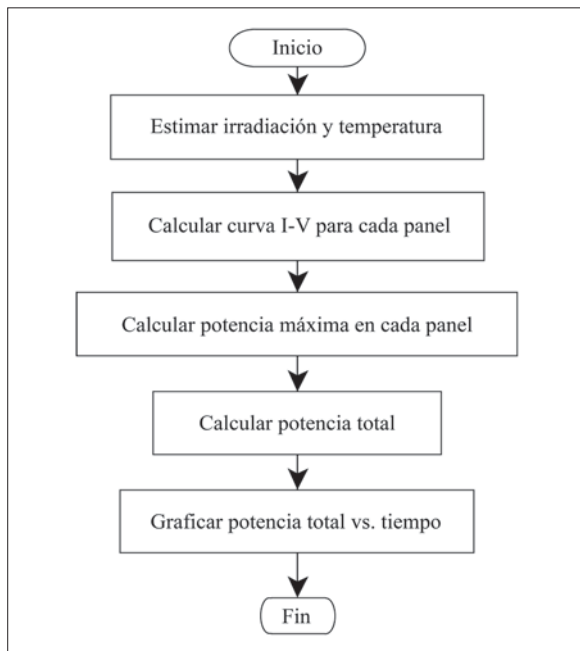 Inicio
Estimar irradiación y temperatura
Calcular curva I-V para cada panel
Calcular potencia máxima en cada panel
Calcular potencia total
Graficar potencia total vs. tiempo
Fin